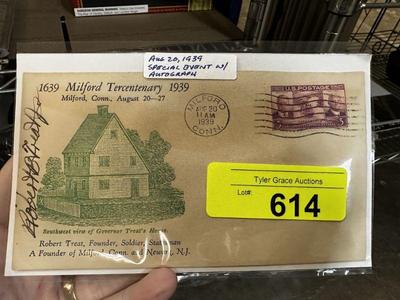 Aug 20, 1939
SPECIAL EVENT W/
AUTOGRAPH
1639 Milford Tercentenary 1939
Milford, Conn., August 20—27
MILFORD
AUG 20
11 AM
1939
CONN.
U.S. POSTAGE
3
Tyler Grace Auctions
Lot#:
614
Southwest view of Governor Treat's House
Robert Treat, Founder, Soldier, Statesman
A Founder of Milford, Conn. and Newark, N.J.